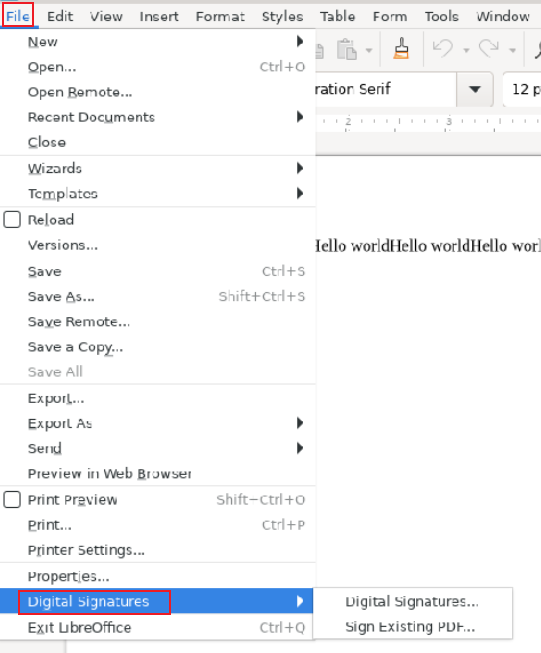 File Edit View Insert Format Styles Table Form Tools Window
New
Open... Ctrl+O
Open Remote...
Recent Documents
Close
Wizards
Templates
Reload
Versions...
Save Ctrl+S
Save As... Shift+Ctrl+S
Save Remote...
Save a Copy...
Save All
Export...
Export As
Send
Preview in Web Browser
Print Preview Shift+Ctrl+O
Print... Ctrl+P
Printer Settings...
Properties...
Digital Signatures
Exit LibreOffice Ctrl+Q
Digital Signatures...
Sign Existing PDF...
ration Serif 12 p
2 3
Hello worldHello worldHello worl